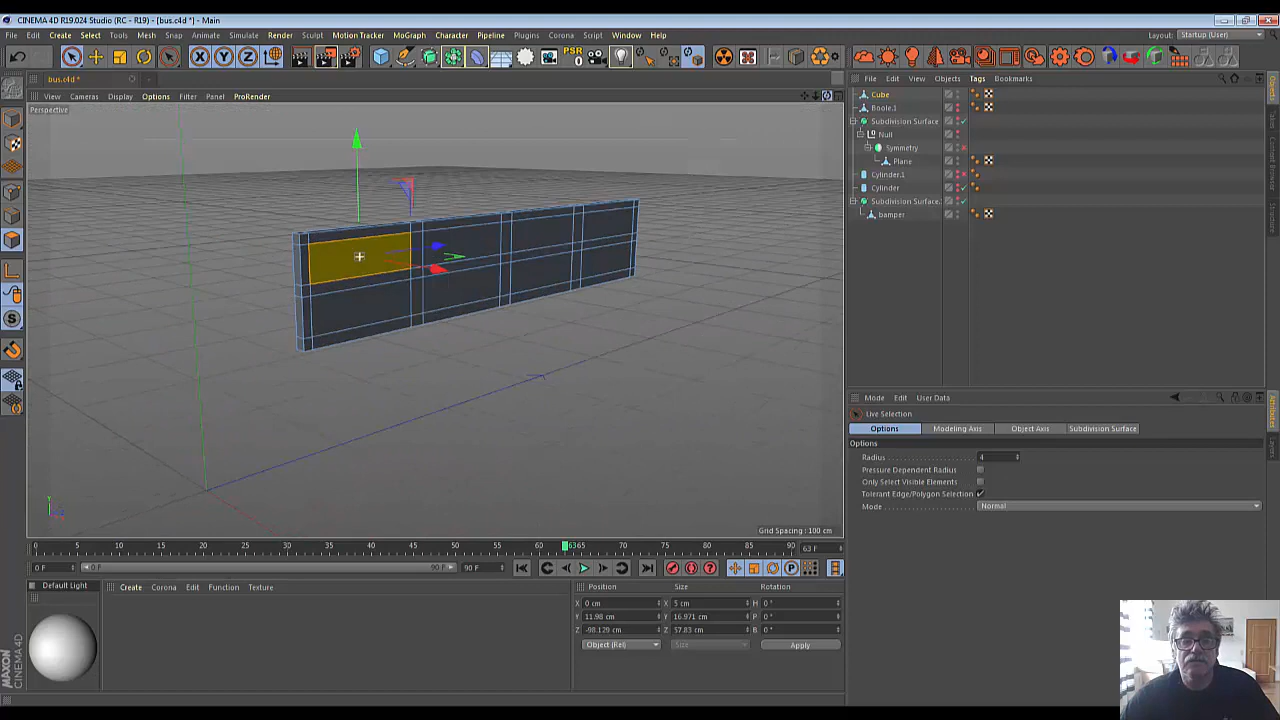 CINEMA 4D R19.024 Studio (RC - R19) - [bus.c4d *] - Main
File Edit Create Select Tools Mesh Snap Animate Simulate Render Sculpt Motion Tracker MoGraph Character Pipeline Plugins Corona Script Window Help
Layout: Startup (User)
PSR
0
bus.c4d *
View Cameras Display Options Filter Panel ProRender
Perspective
Grid Spacing : 100 cm
File Edit View Objects Tags Bookmarks
Cube
Boole.1
Subdivision Surface
Null
Symmetry
Plane
Cylinder.1
Cylinder
Subdivision Surface.
bamper
Mode Edit User Data
Live Selection
Options Modeling Axis Object Axis Subdivision Surface
Options
Radius 4
Pressure Dependent Radius
Only Select Visible Elements
Tolerant Edge/Polygon Selection
Mode Normal
0 5 10 15 20 25 30 35 40 45 50 55 6365 70 75 80 85 90 63 F
0 F 0 F 90 F 90 F
Default Light
Create Corona Edit Function Texture
Position Size Rotation
X 0 cm X 5 cm H 0 °
Y 11.98 cm Y 16.971 cm P 0 °
Z -98.129 cm Z 57.83 cm B 0 °
Object (Rel) Size Apply
MAXON
CINEMA 4D
Objects
Attributes
Layers